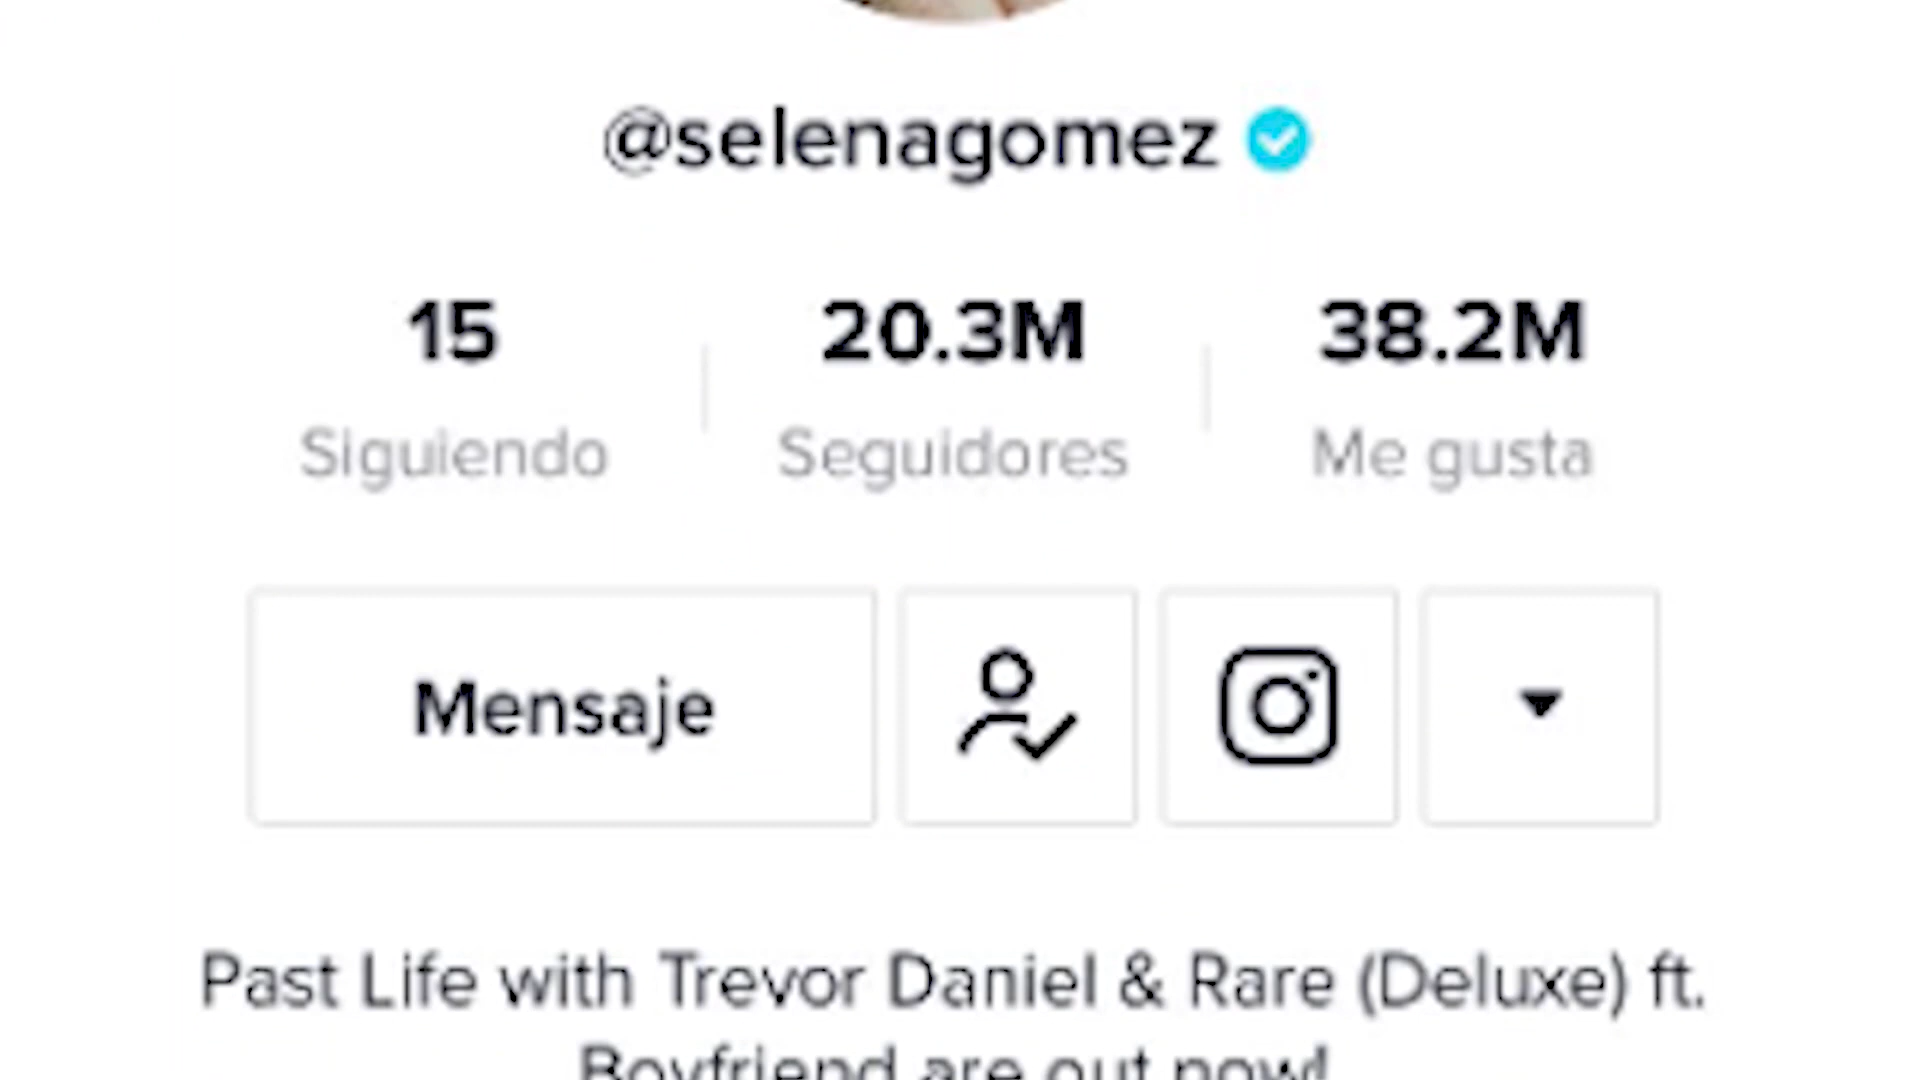 @selenagomez
15 20.3M 38.2M
Siguiendo Seguidores Me gusta
Mensaje
Past Life with Trevor Daniel & Rare (Deluxe) ft.
Boyfriend are out now!